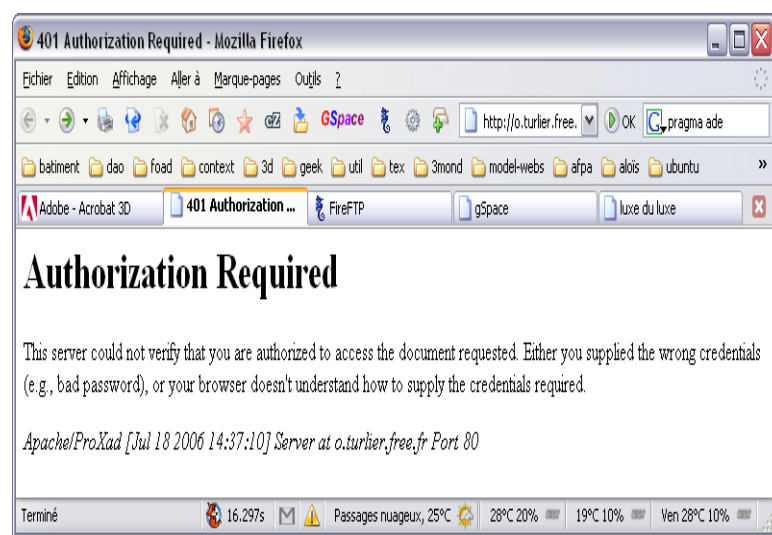 401 Authorization Required - Mozilla Firefox
Fichier Edition Affichage Aller à Marque-pages Outils ?
GSpace http://o.turlier.free. OK G pragma ade
batiment dao foad context 3d geek util tex 3mond model-webs afpa aloïs ubuntu »
Adobe - Acrobat 3D 401 Authorization ... FireFTP gSpace luxe du luxe
Authorization Required
This server could not verify that you are authorized to access the document requested. Either you supplied the wrong credentials
(e.g., bad password), or your browser doesn't understand how to supply the credentials required.
Apache/ProXad [Jul 18 2006 14:37:10] Server at o.turlier.free.fr Port 80
Terminé 16.297s Passages nuageux, 25°C 28°C 20% 19°C 10% Ven 28°C 10%